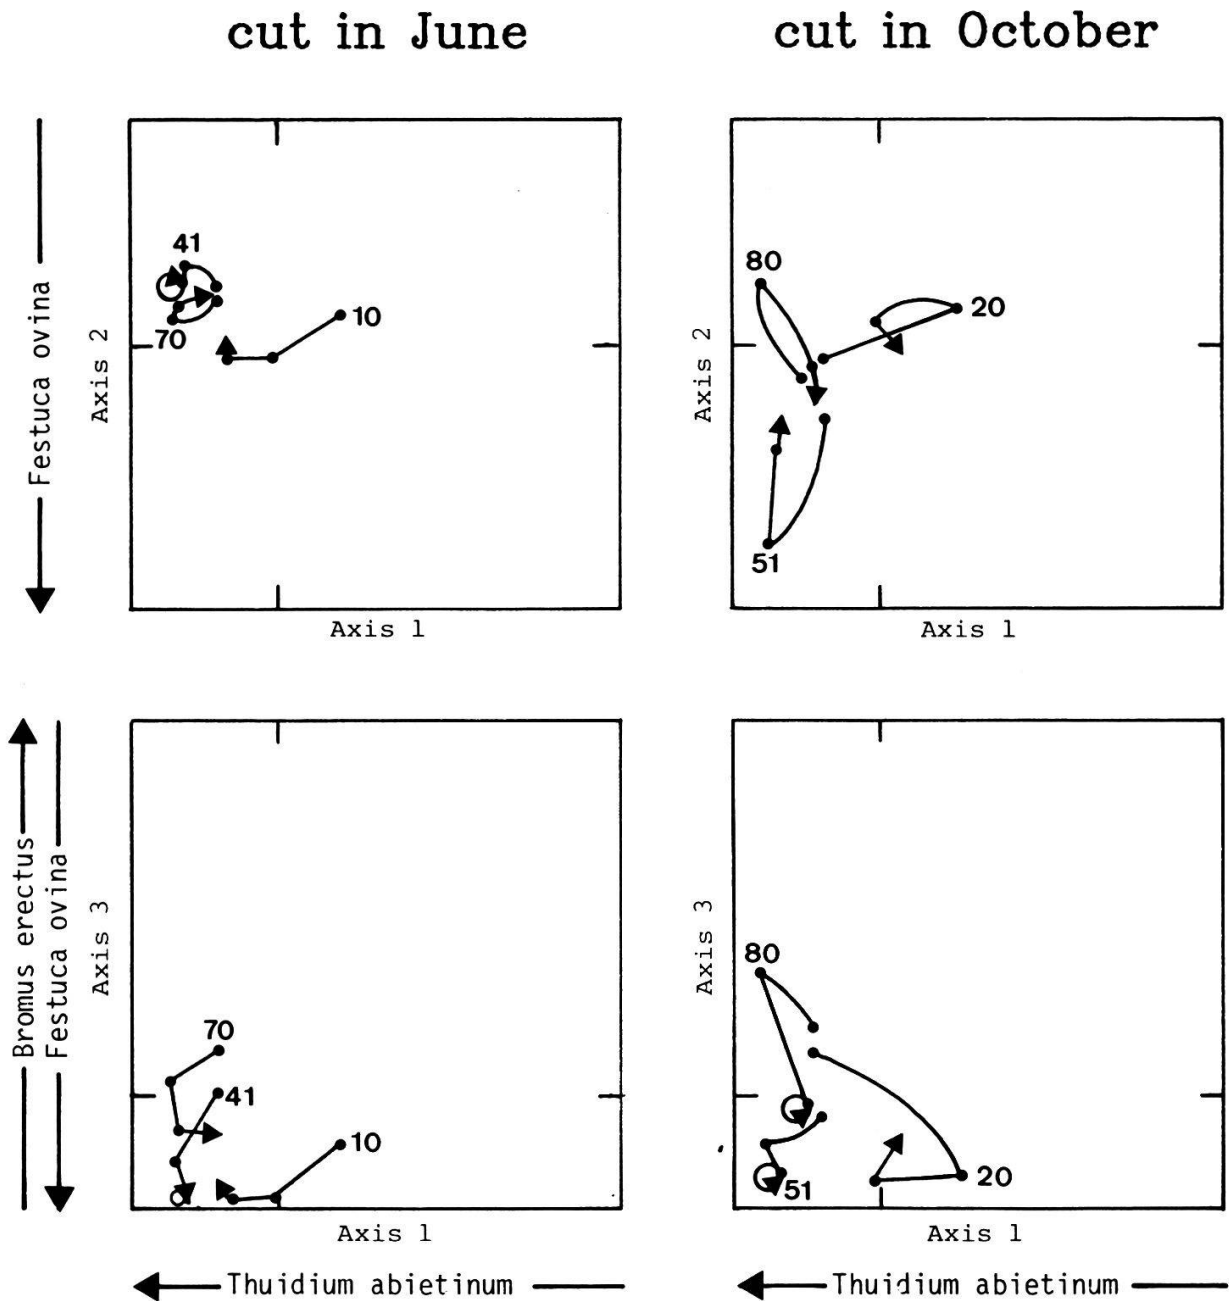 cut in June
cut in October
41
70
10
Axis 2
Festuca ovina
Axis 1
80
20
51
Axis 2
Axis 1
70
41
10
Axis 3
Bromus erectus
Festuca ovina
Axis 1
Thuidium abietinum
80
51
20
Axis 3
Axis 1
Thuidium abietinum